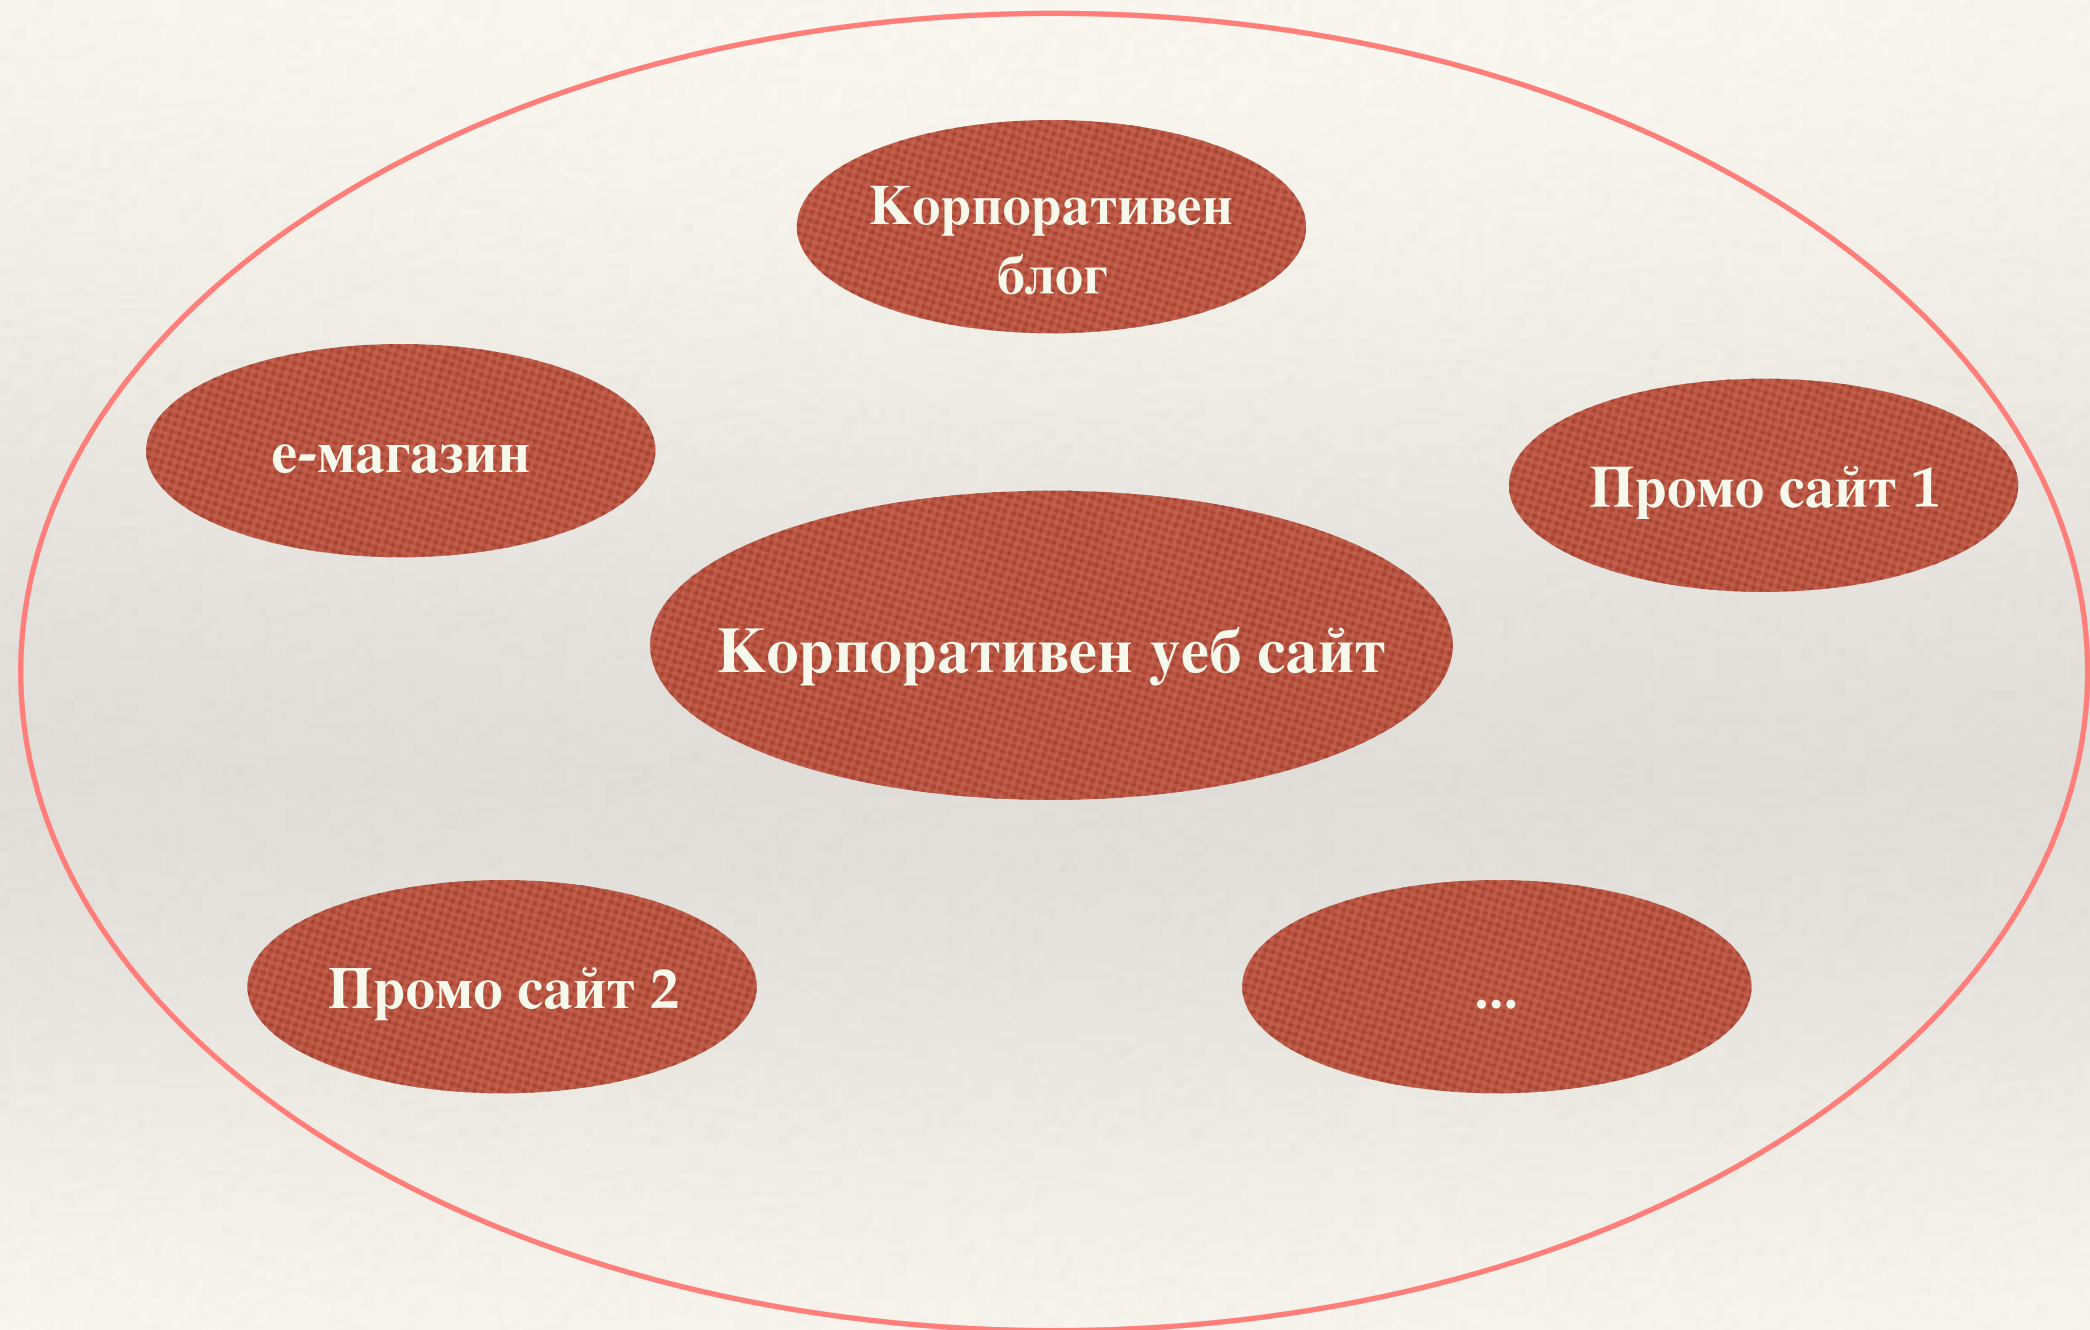 Корпоративен
блог
е-магазин
Промо сайт 1
Корпоративен уеб сайт
Промо сайт 2
...